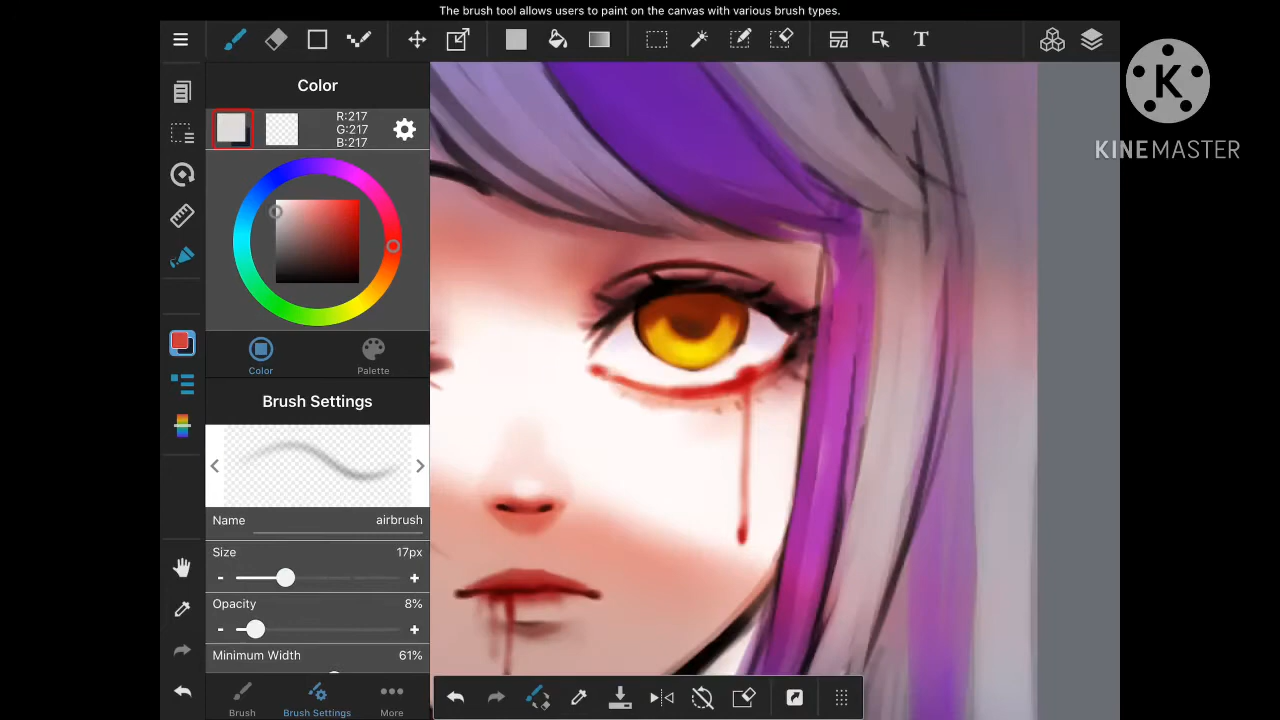 The brush tool allows users to paint on the canvas with various brush types.
T
K
KINEMASTER
Color
R:217
G:217
B:217
Color
Palette
Brush Settings
Name airbrush
Size 17px
- +
Opacity 8%
- +
Minimum Width 61%
Brush
Brush Settings
More